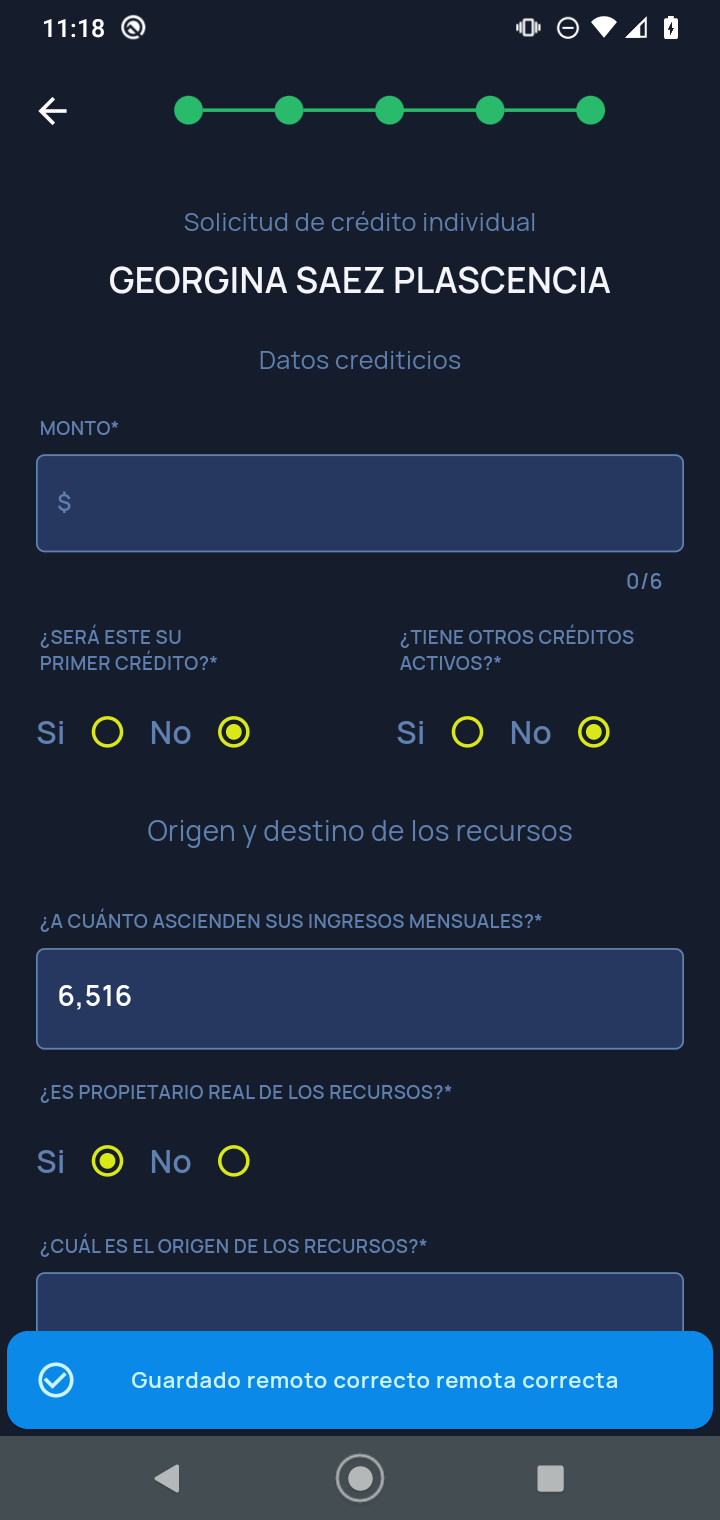 11:18
Solicitud de crédito individual
GEORGINA SAEZ PLASCENCIA
Datos crediticios
MONTO*
$
0/6
¿SERÁ ESTE SU
PRIMER CRÉDITO?*
¿TIENE OTROS CRÉDITOS
ACTIVOS?*
Si No Si No
Origen y destino de los recursos
¿A CUÁNTO ASCIENDEN SUS INGRESOS MENSUALES?*
6,516
¿ES PROPIETARIO REAL DE LOS RECURSOS?*
Si No
¿CUÁL ES EL ORIGEN DE LOS RECURSOS?*
Guardado remoto correcto remota correcta